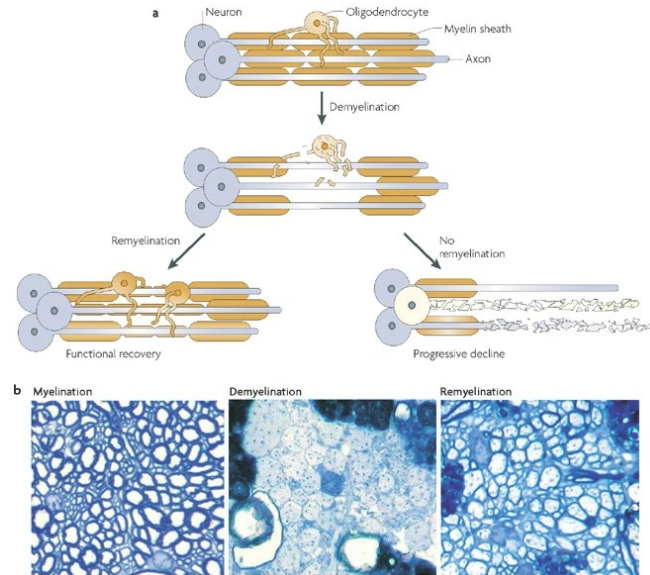 a
Neuron
Oligodendrocyte
Myelin sheath
Axon
Demyelination
Remyelination
No
remyelination
Functional recovery
Progressive decline
b
Myelination
Demyelination
Remyelination